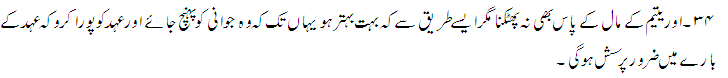 ۳۴۔اور یتیم کے مال کے پاس بھی نہ پھٹکنا مگر ایسے طریق سے کہ بہت بہتر ہو یہاں تک کہ وہ جوانی کو پہنچ جائے اور عہد کو پورا کرو کہ عہد کے
بارے میں ضرور پرسش ہوگی ۔